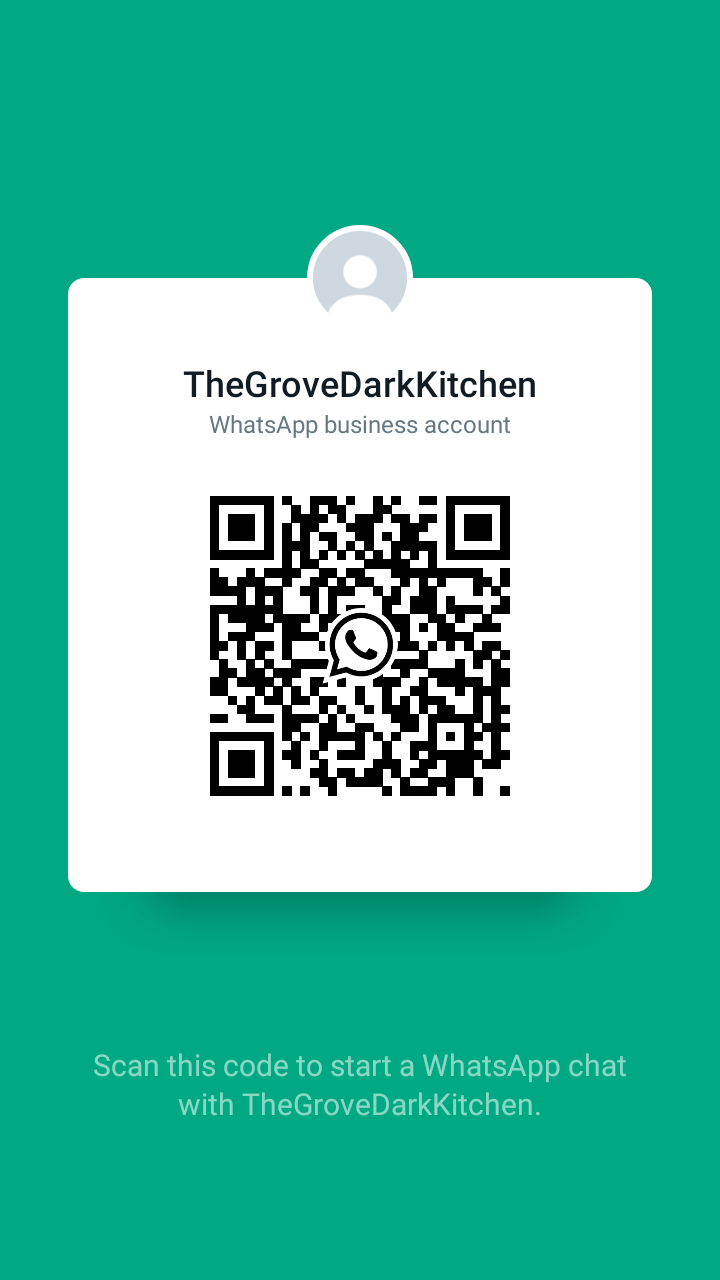 TheGroveDarkKitchen
WhatsApp business account
Scan this code to start a WhatsApp chat
with TheGroveDarkKitchen.